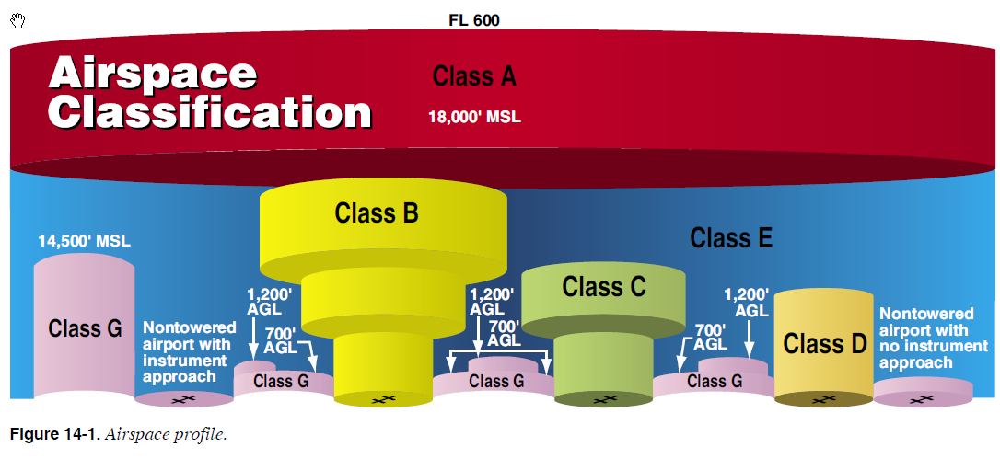 FL 600
Airspace
Classification
Class A
18,000' MSL
Class B
Class E
14,500' MSL
Class C
1,200'
AGL
700'
AGL
1,200'
AGL
700'
AGL
1,200'
AGL
700'
AGL
Class G
Nontowered
airport with
instrument
approach
Class G
Class G
Class G
Class D
Nontowered
airport with
no instrument
approach
Figure 14-1. Airspace profile.